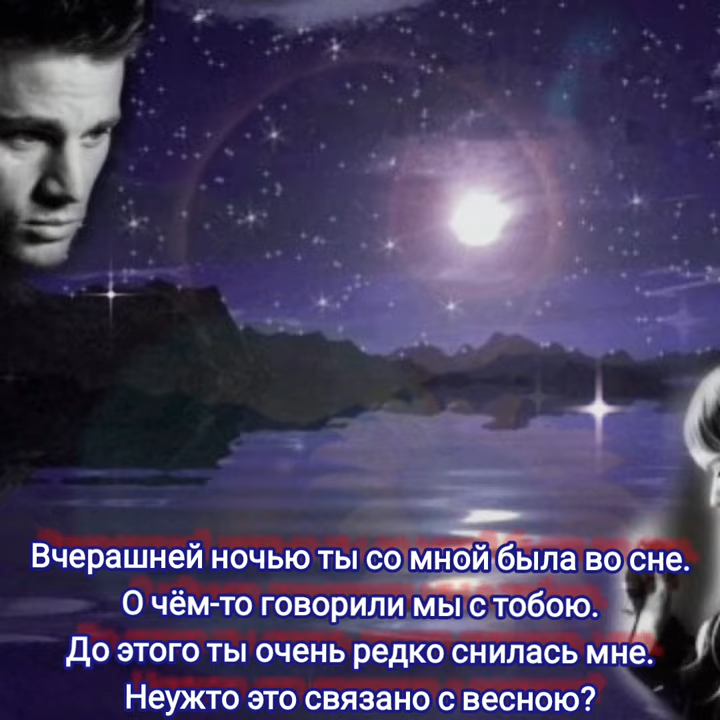 Вчерашней ночью ты со мной была во сне.
О чём-то говорили мы с тобою.
До этого ты очень редко снилась мне.
Неужто это связано с весною?